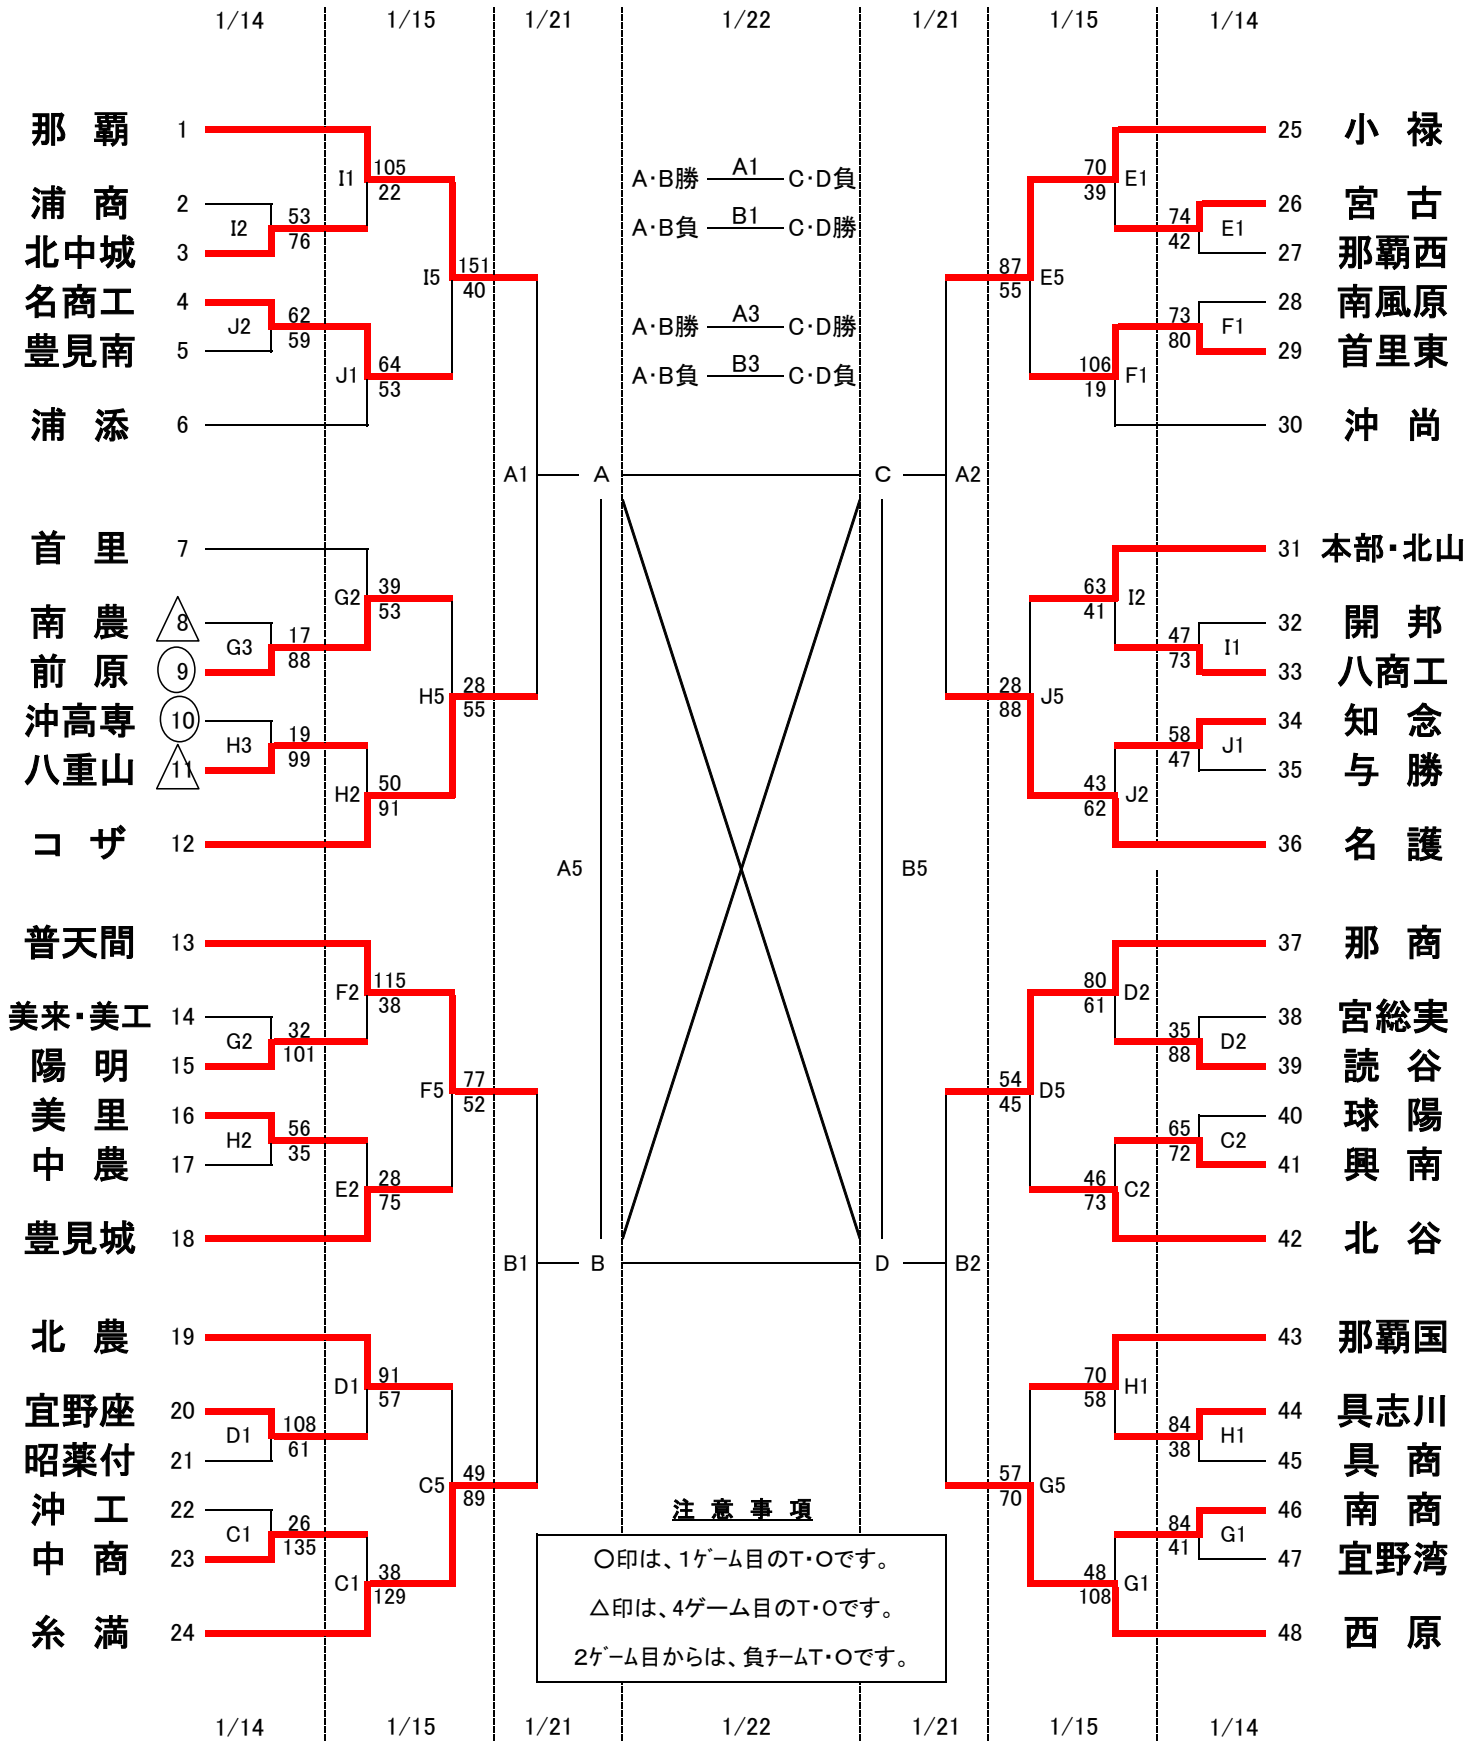 1/14 1/15 1/21 1/22 1/21 1/15 1/14
那 覇 1
I1 105
22
浦 商 2
I2 53
76
北中城 3
名商工 4
J2 62
59
豊見南 5
I5 151
40
J1 64
53
浦 添 6
首 里 7
G2 39
53
南 農 8
G3 17
88
前 原 9
沖高専 10
H3 19
99
八重山 11
H5 28
55
H2 50
91
コ ザ 12
A1 A
普天間 13
F2 115
38
美来・美工 14
G2 32
101
陽 明 15
美 里 16
H2 56
35
中 農 17
F5 77
52
E2 28
75
豊見城 18
北 農 19
D1 91
57
宜野座 20
D1 108
61
昭薬付 21
沖 工 22
C1 26
135
中 商 23
C5 49
89
C1 38
129
糸 満 24
B1 B
A5
A・B勝 A1 C・D負
A・B負 B1 C・D勝
A・B勝 A3 C・D勝
A・B負 B3 C・D負
25 小 禄
70 E1
39
26 宮 古
74 E1
42
27 那覇西
28 南風原
73 F1
80
29 首里東
87 E5
55
106 F1
19
30 沖 尚
C A2
31 本部・北山
63 I2
41
32 開 邦
47 I1
73
33 八商工
34 知 念
58 J1
47
35 与 勝
28 J5
88
43 J2
62
36 名 護
B5
37 那 商
80 D2
61
38 宮総実
35 D2
88
39 読 谷
40 球 陽
65 C2
72
41 興 南
54 D5
45
46 C2
73
42 北 谷
D B2
43 那覇国
70 H1
58
44 具志川
84 H1
38
45 具 商
46 南 商
84 G1
41
47 宜野湾
57 G5
70
48 G1
108
48 西 原
注 意 事 項
○印は、1ゲーム目のT・Oです。
△印は、4ゲーム目のT・Oです。
2ゲーム目からは、負チームT・Oです。
1/14 1/15 1/21 1/22 1/21 1/15 1/14